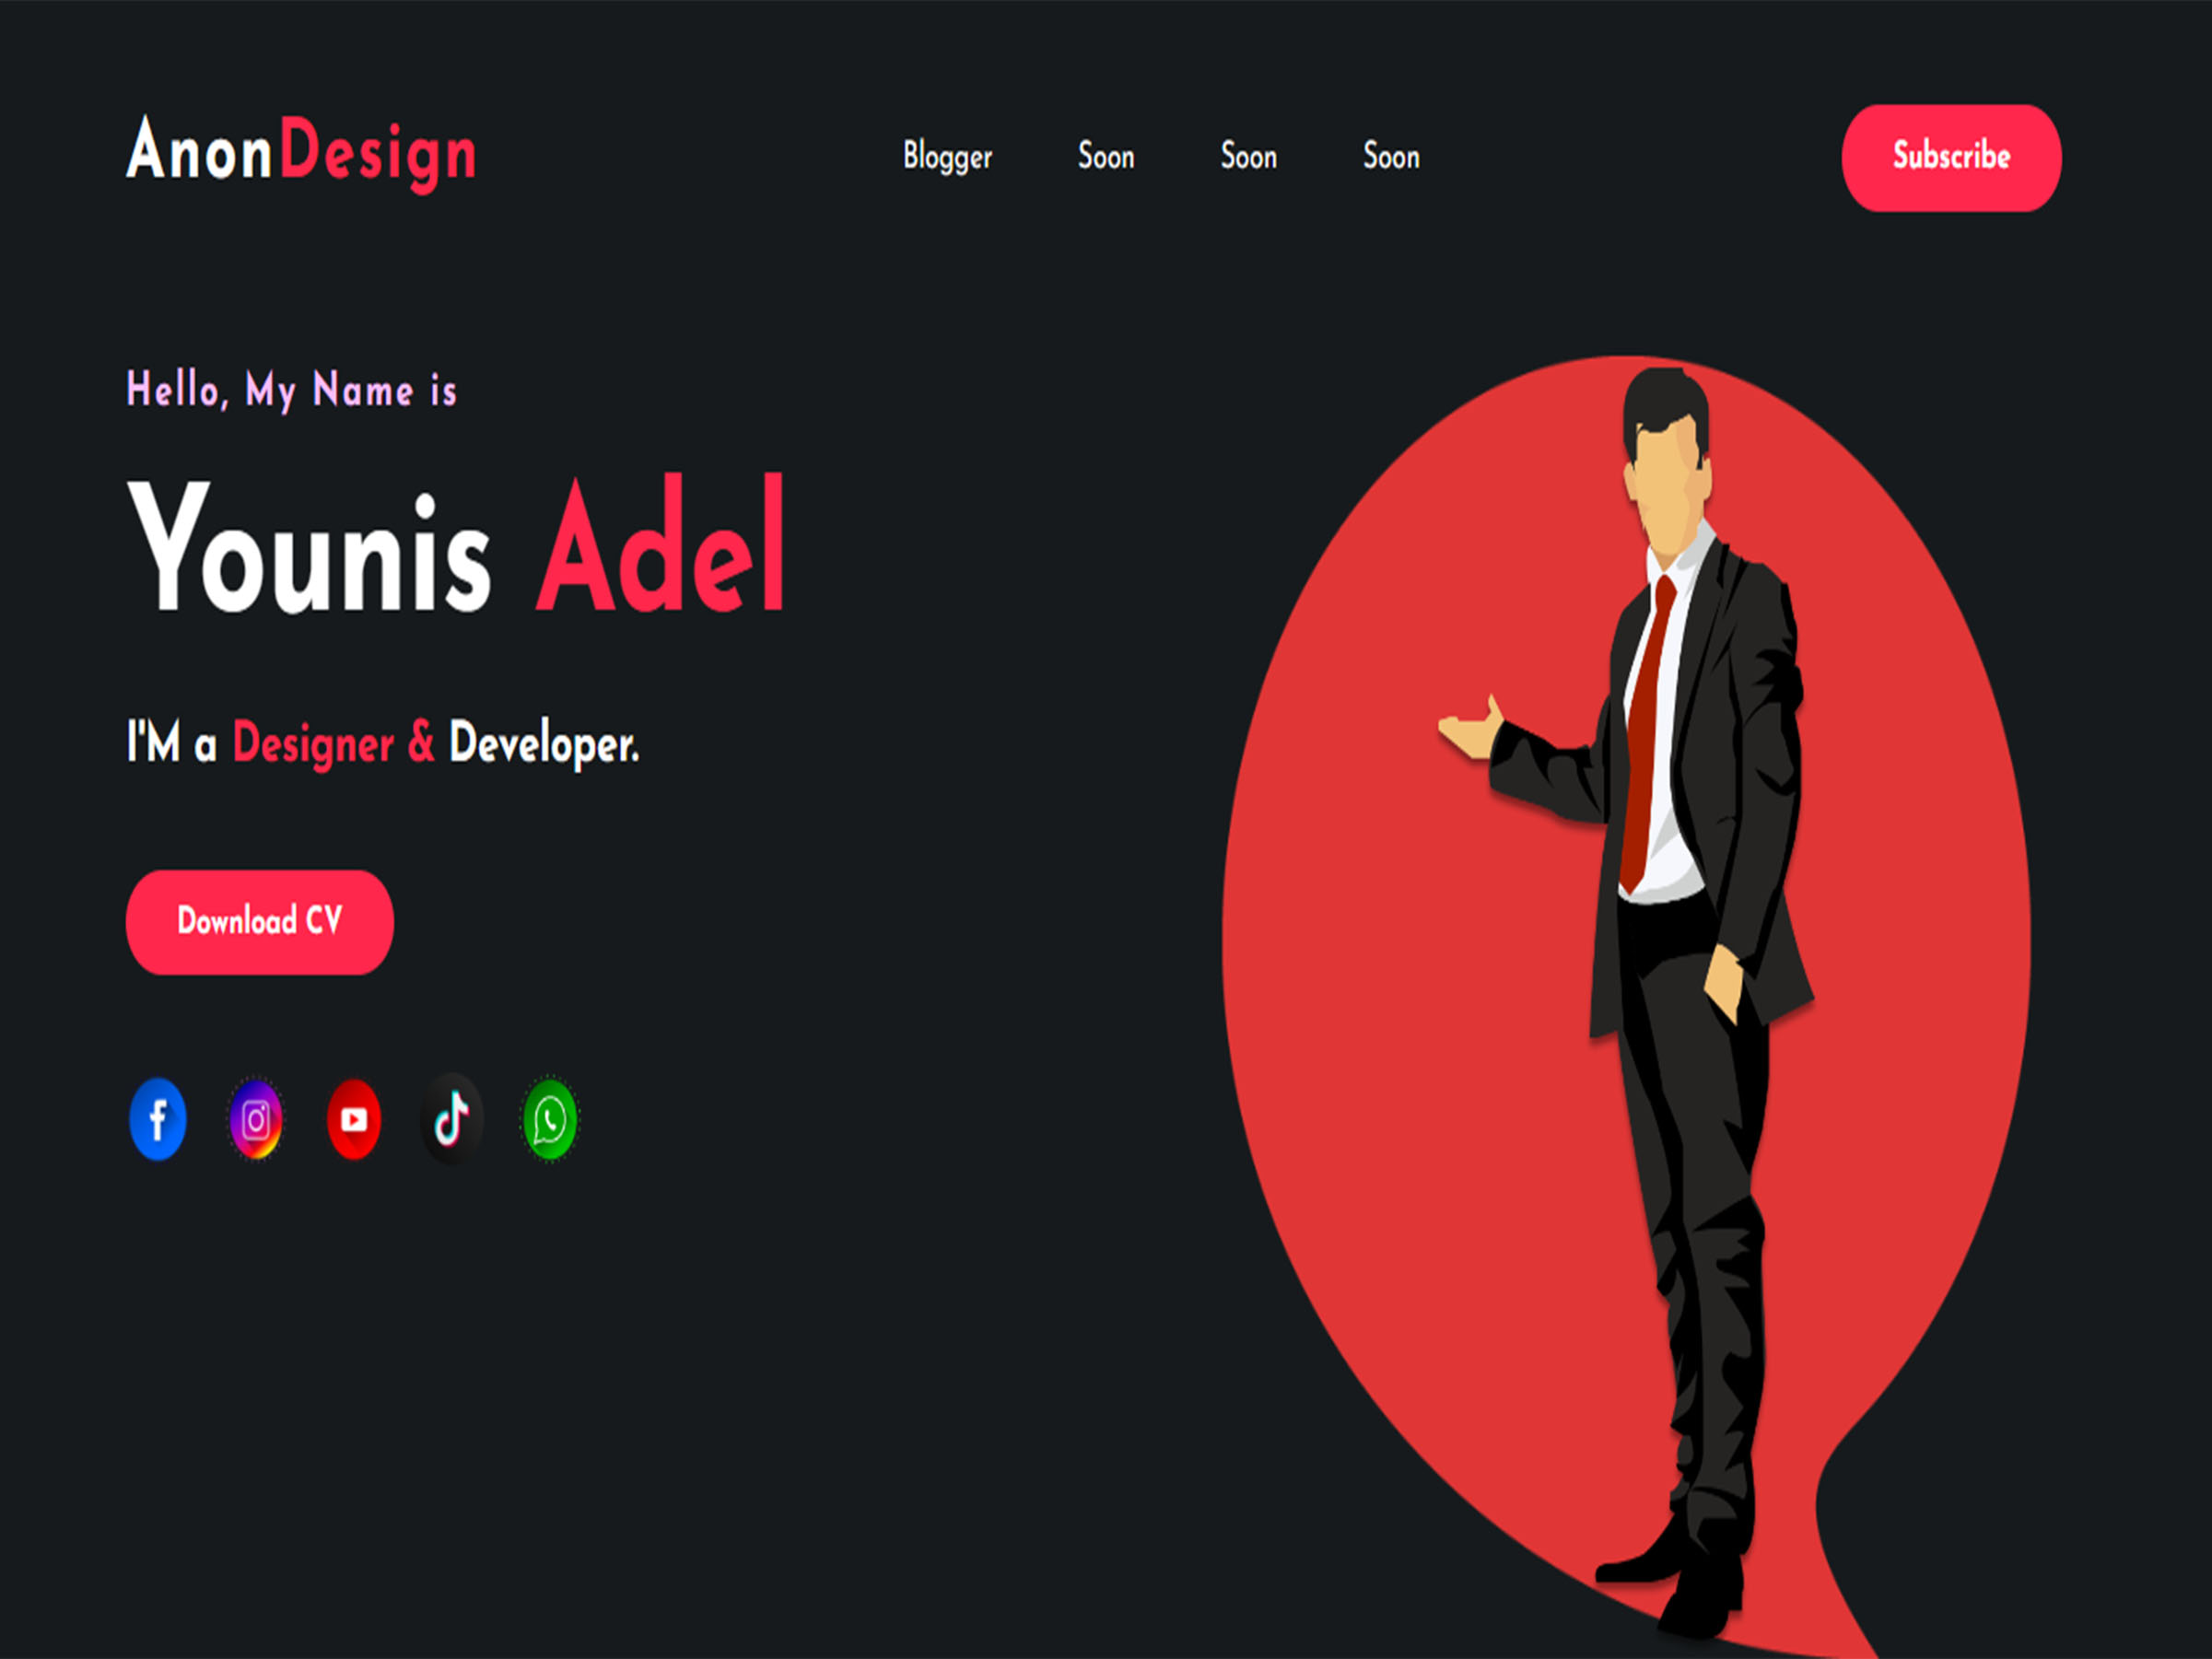 AnonDesign
Blogger Soon Soon Soon
Subscribe
Hello, My Name is
Younis Adel
I'M a Designer & Developer.
Download CV